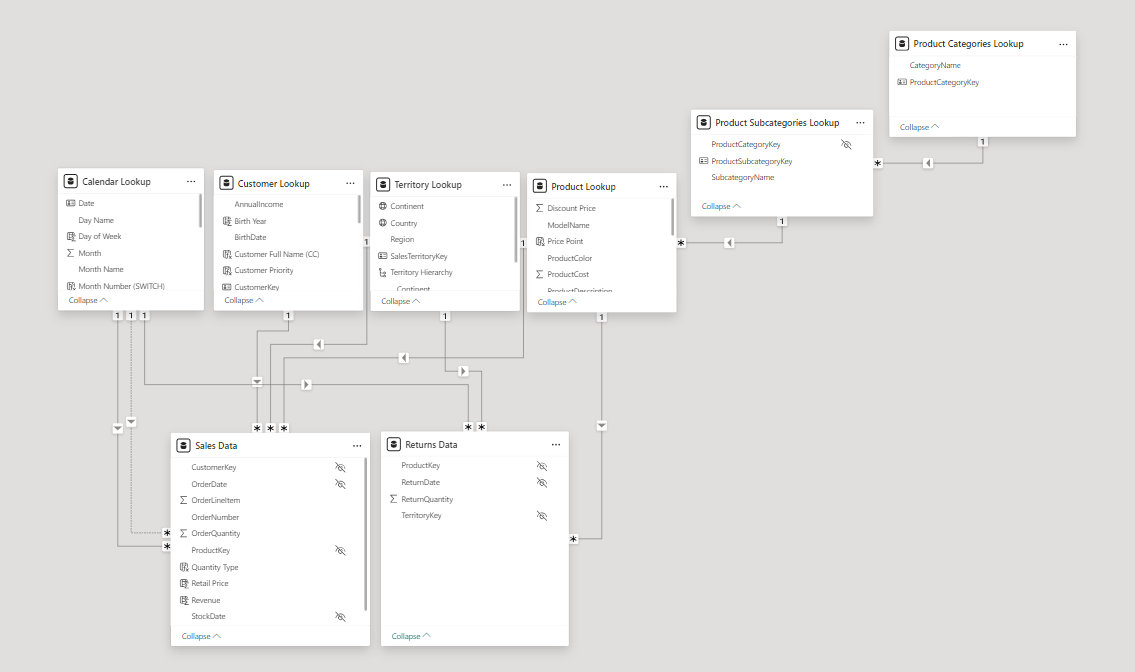 Product Categories Lookup
CategoryName
ProductCategoryKey
Collapse
1
Product Subcategories Lookup
ProductCategoryKey
ProductSubcategoryKey
SubcategoryName
Collapse
*
1
Calendar Lookup
Date
Day Name
Day of Week
Month
Month Name
Month Number (SWITCH)
Collapse
1 1 1
Customer Lookup
AnnualIncome
Birth Year
BirthDate
Customer Full Name (CC)
Customer Priority
CustomerKey
Collapse
1
1
Territory Lookup
Continent
Country
Region
SalesTerritoryKey
Territory Hierarchy
Continent
Collapse
1
1
Product Lookup
Discount Price
ModelName
Price Point
ProductColor
ProductCost
ProductDescription
Collapse
*
1
* * *
Sales Data
CustomerKey
OrderDate
OrderLineItem
OrderNumber
OrderQuantity
ProductKey
Quantity Type
Retail Price
Revenue
StockDate
Collapse
*
*
* *
Returns Data
ProductKey
ReturnDate
ReturnQuantity
TerritoryKey
Collapse
*